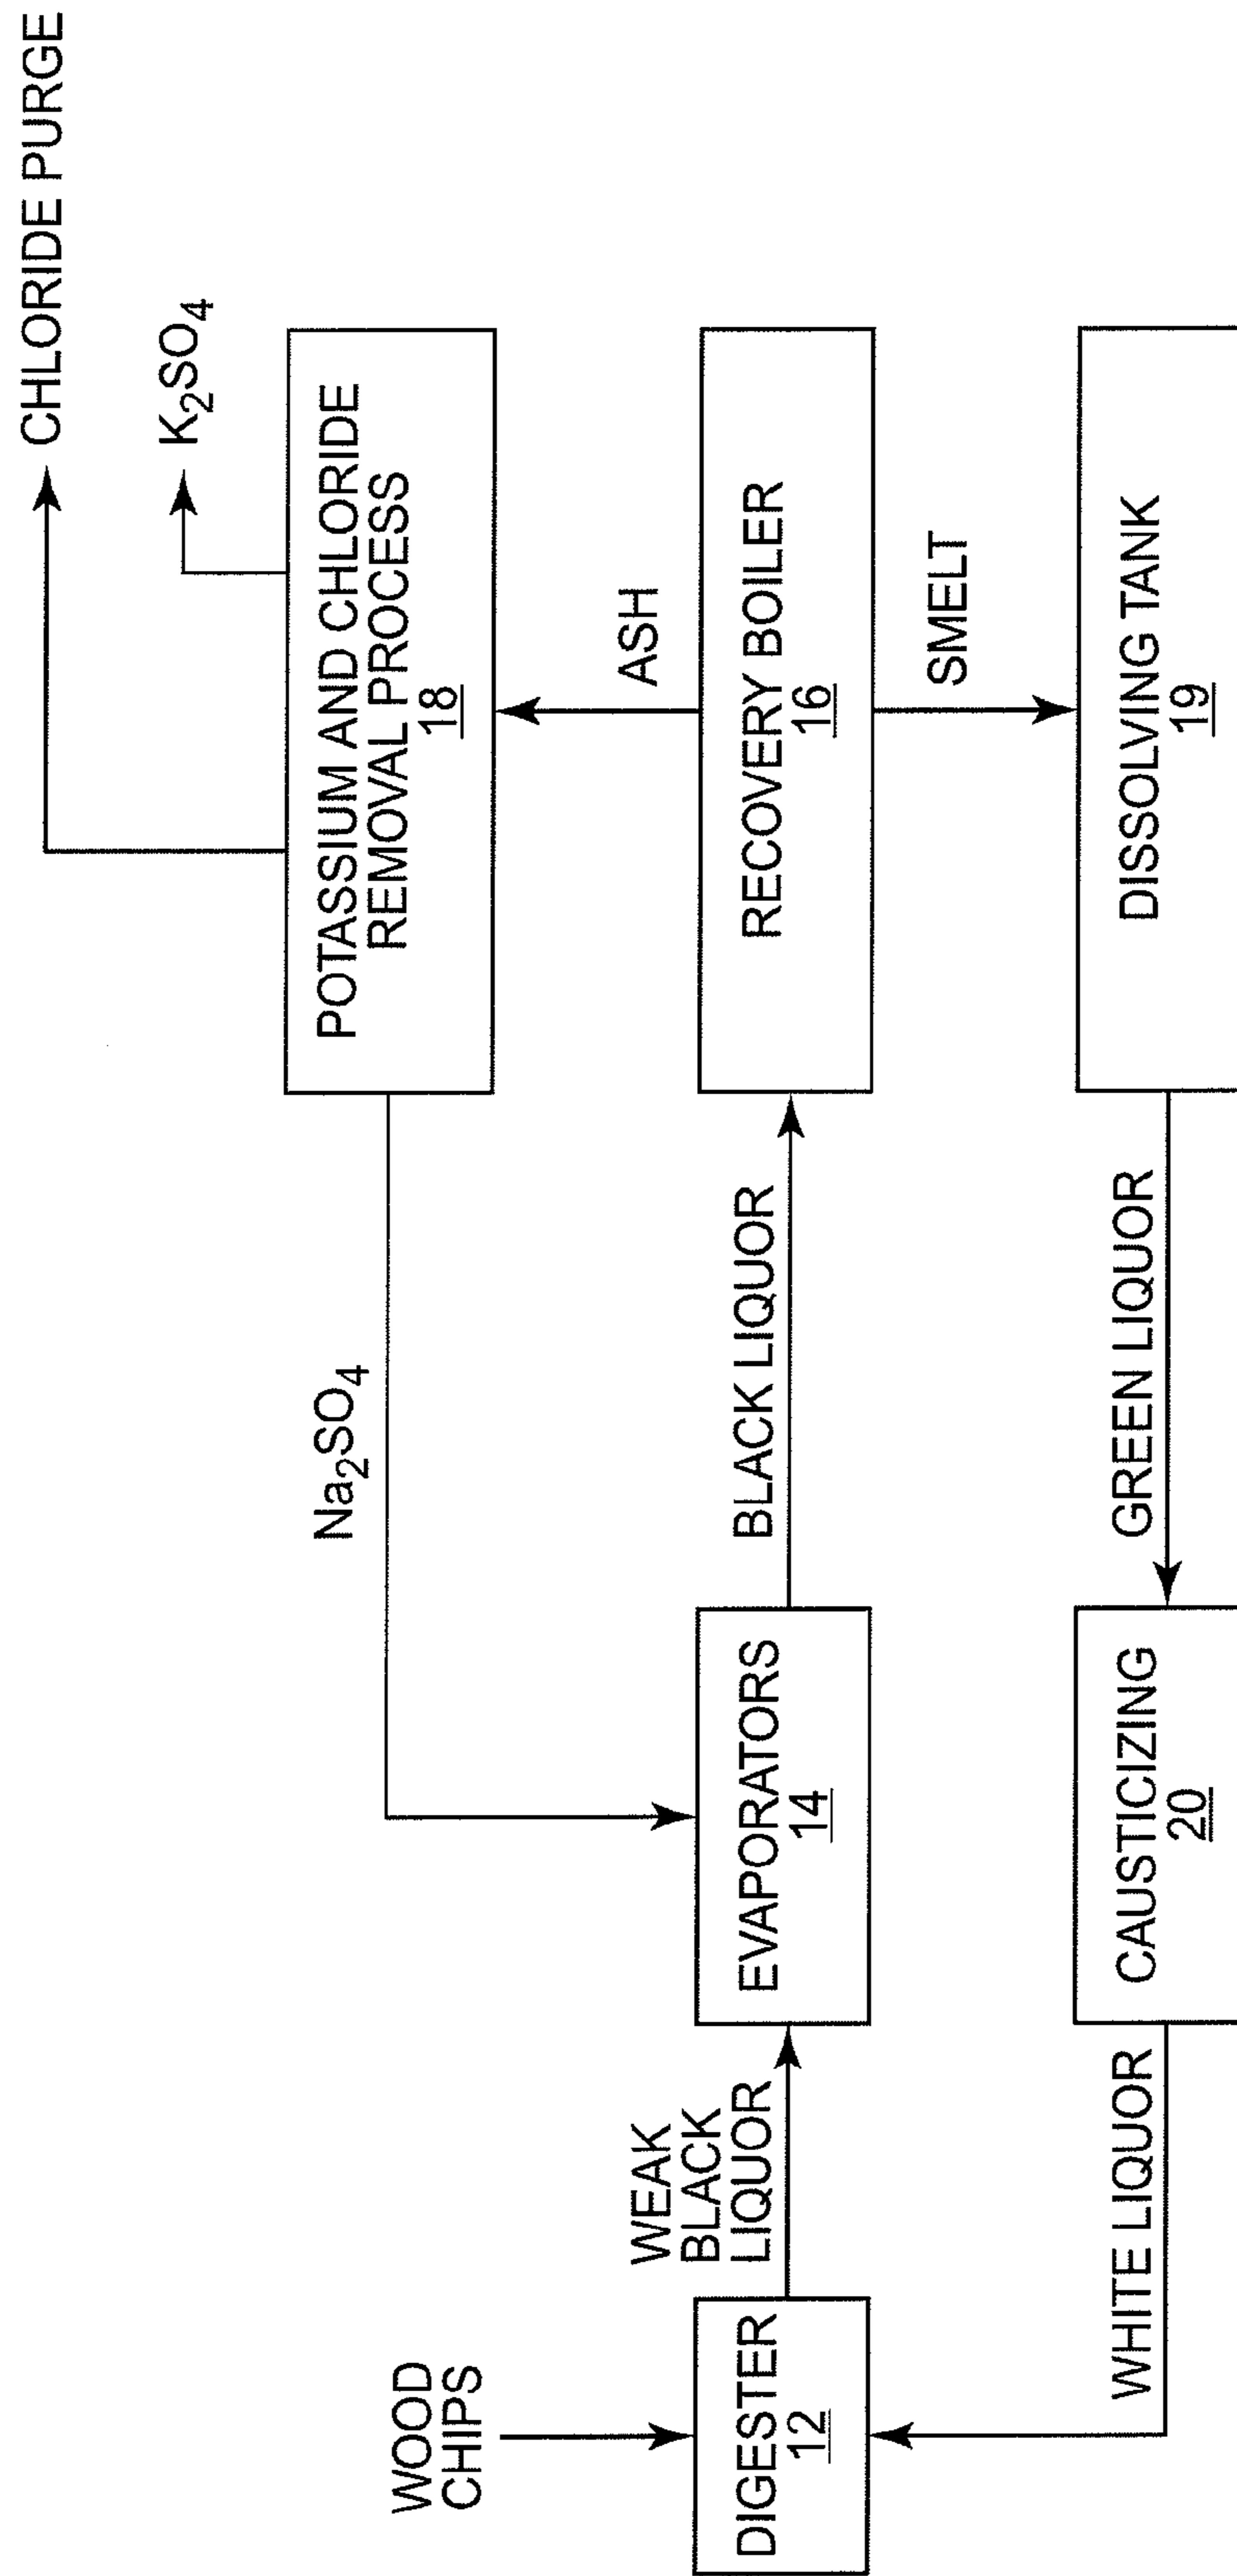 CHLORIDE PURGE
K₂SO₄
POTASSIUM AND CHLORIDE
REMOVAL PROCESS
18
Na₂SO₄
ASH
WOOD
CHIPS
DIGESTER
12
WEAK
BLACK
LIQUOR
EVAPORATORS
14
BLACK LIQUOR
RECOVERY BOILER
16
SMELT
WHITE LIQUOR
CAUSTICIZING
20
GREEN LIQUOR
DISSOLVING TANK
19